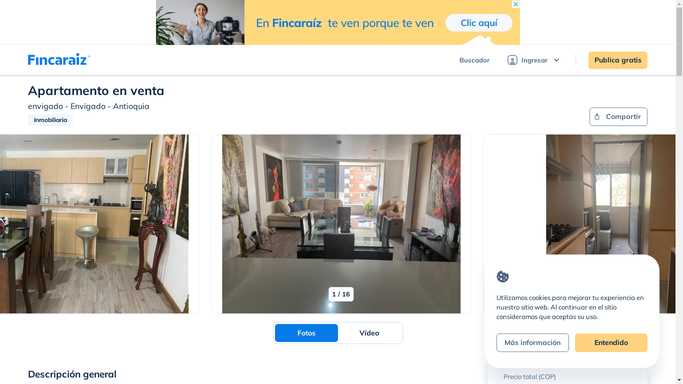 En Fincaraíz te ven porque te ven
Clic aquí
Fincaraiz
Buscador
Ingresar
Publica gratis
Apartamento en venta
envigado - Envigado - Antioquia
Inmobiliaria
Compartir
1 / 16
Fotos
Vídeo
Utilizamos cookies para mejorar tu experiencia en
nuestro sitio web. Al continuar en el sitio
consideramos que aceptas su uso.
Más información
Entendido
Descripción general
Precio total (COP)